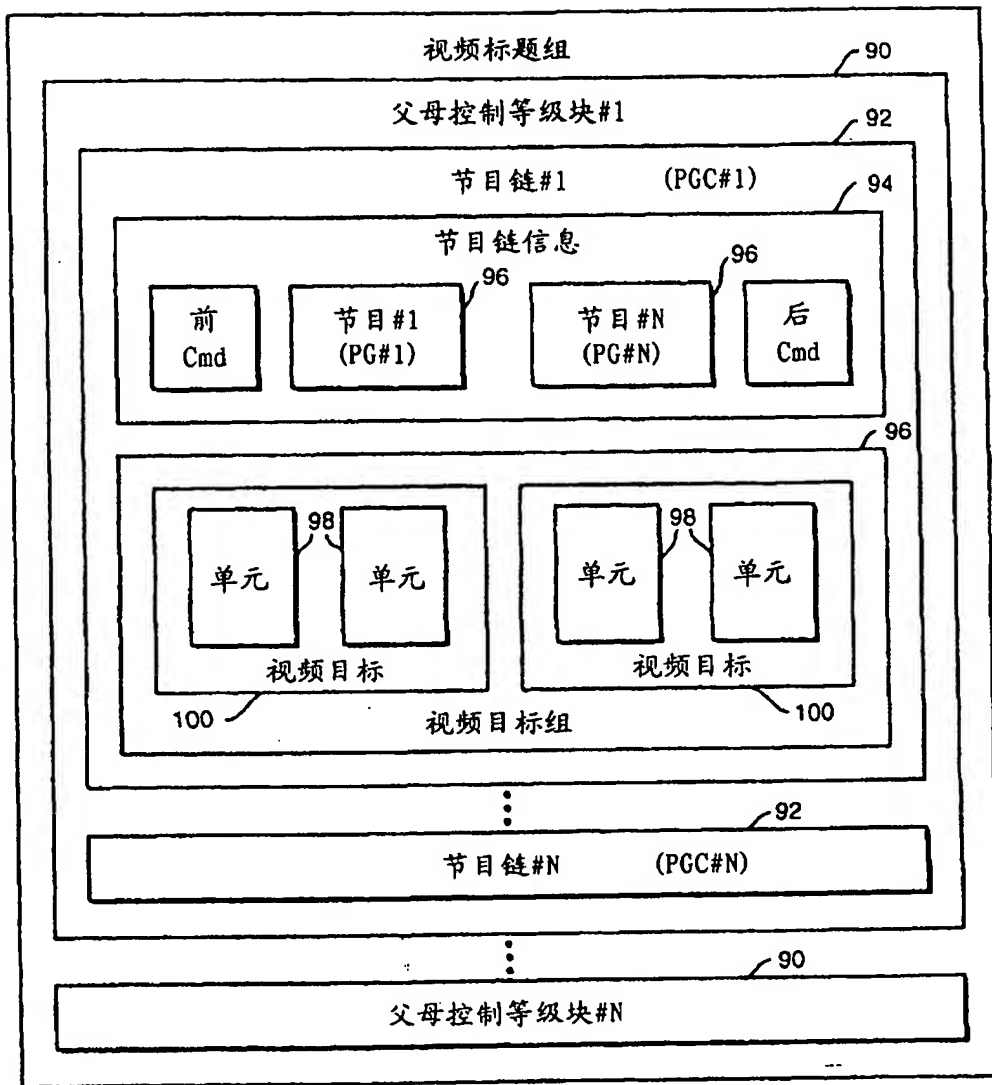 视频标题组
90
父母控制等级块#1
92
节目链#1 (PGC#1)
94
节目链信息
96 96
前 节目#1 节目#N 后
Cmd (PG#1) (PG#N) Cmd
96
98 98
单元 单元 单元 单元
视频目标 视频目标
100 视频目标组 100
92
节目链#N (PGC#N)
90
父母控制等级块#N